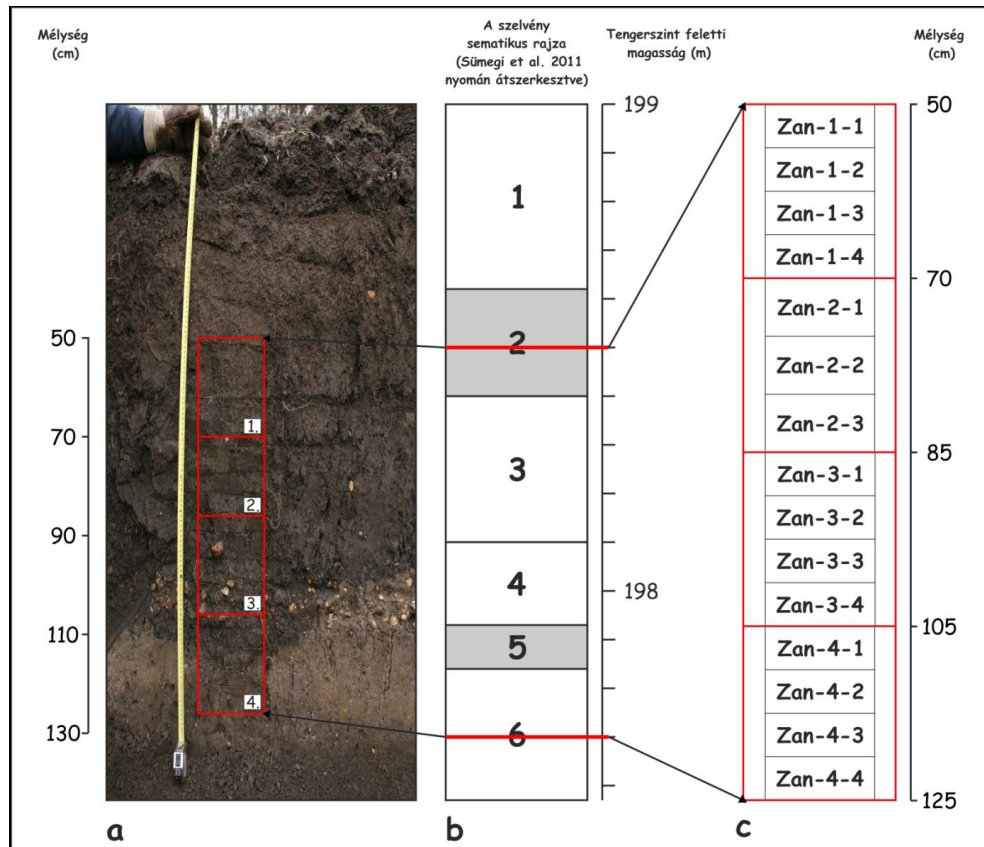 Mélység
(cm)
A szelvény
sematikus rajza
(Sümegi et al. 2011
nyomán átszerkesztve)
Tengerszint feletti
magasság (m)
Mélység
(cm)
50
70
90
110
130
1.
2.
3.
4.
a
1
2
3
4
5
6
b
199
198
Zan-1-1
Zan-1-2
Zan-1-3
Zan-1-4
Zan-2-1
Zan-2-2
Zan-2-3
Zan-3-1
Zan-3-2
Zan-3-3
Zan-3-4
Zan-4-1
Zan-4-2
Zan-4-3
Zan-4-4
c
50
70
85
105
125